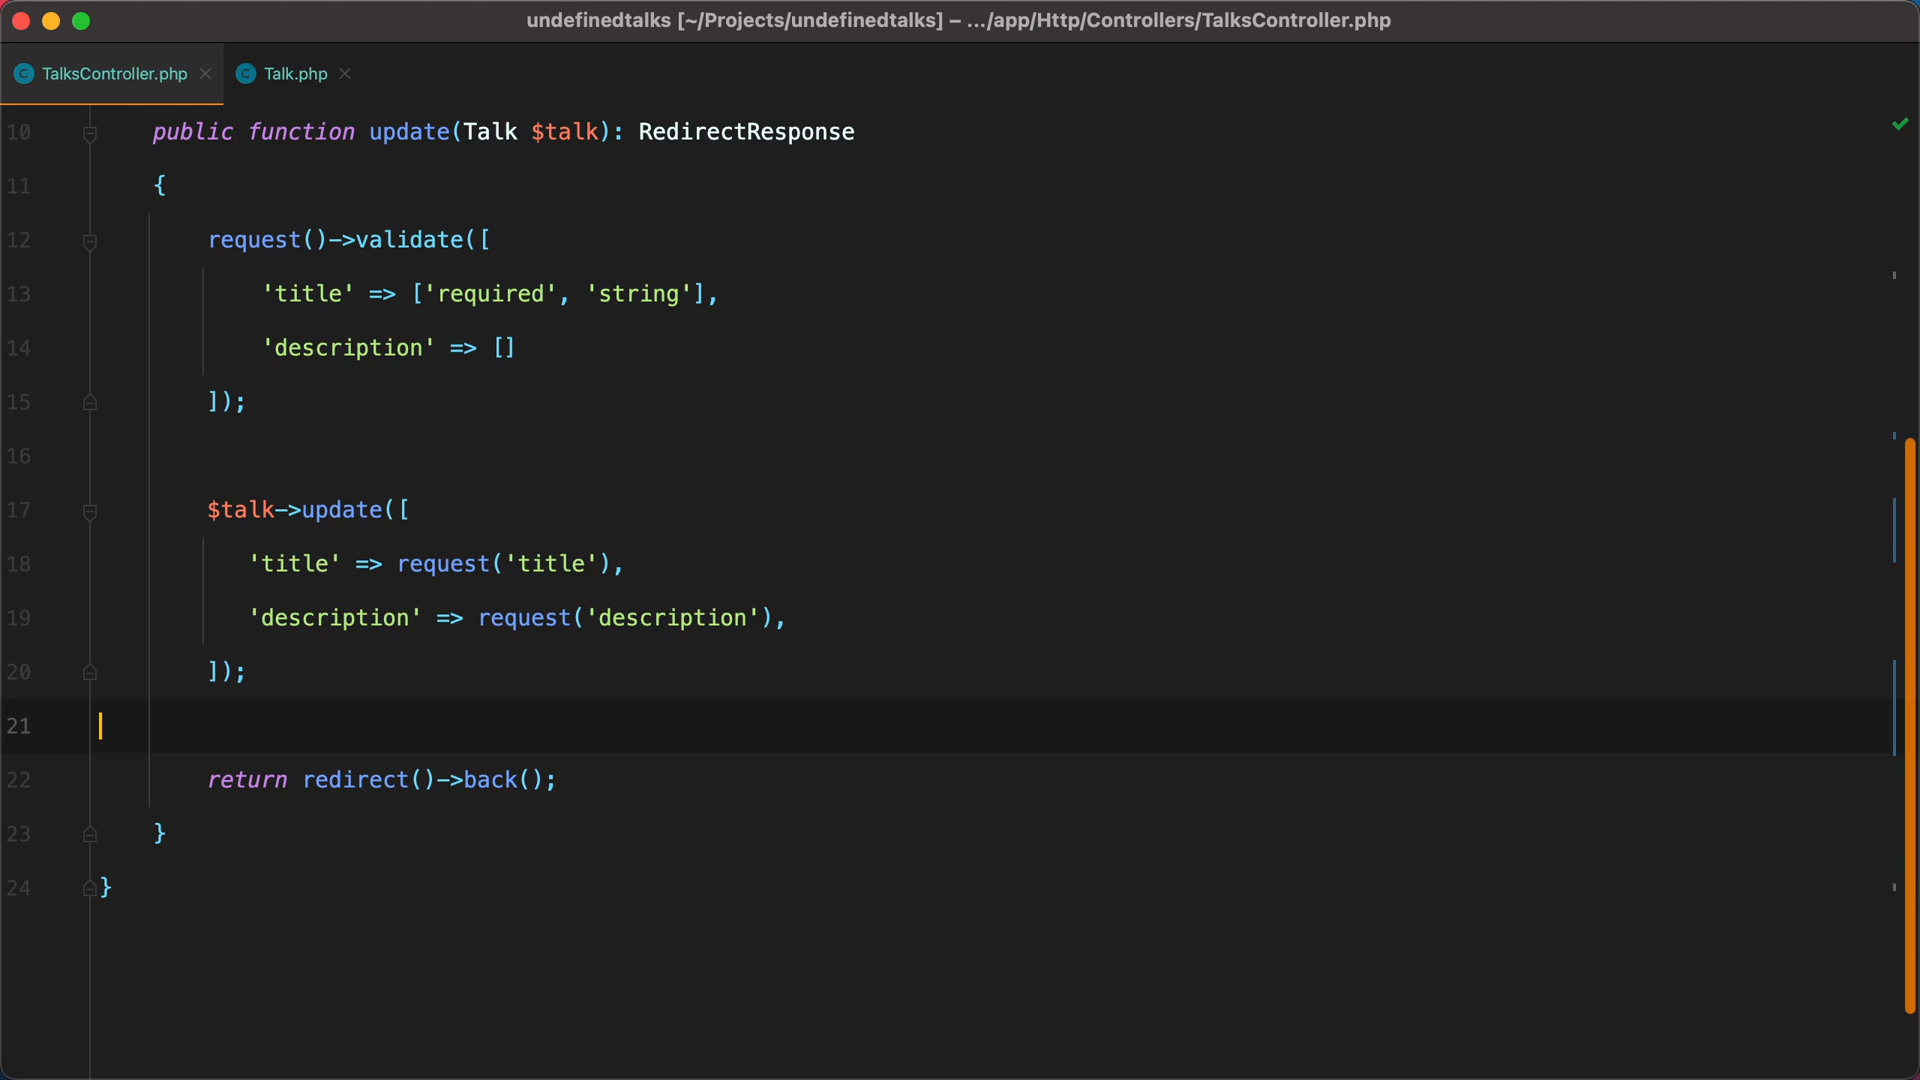 undefinedtalks [~/Projects/undefinedtalks] – .../app/Http/Controllers/TalksController.php
C TalksController.php × C Talk.php ×
10 public function update(Talk $talk): RedirectResponse
11 {
12 request()->validate([
13 'title' => ['required', 'string'],
14 'description' => []
15 ]);
16
17 $talk->update([
18 'title' => request('title'),
19 'description' => request('description'),
20 ]);
21
22 return redirect()->back();
23 }
24 }